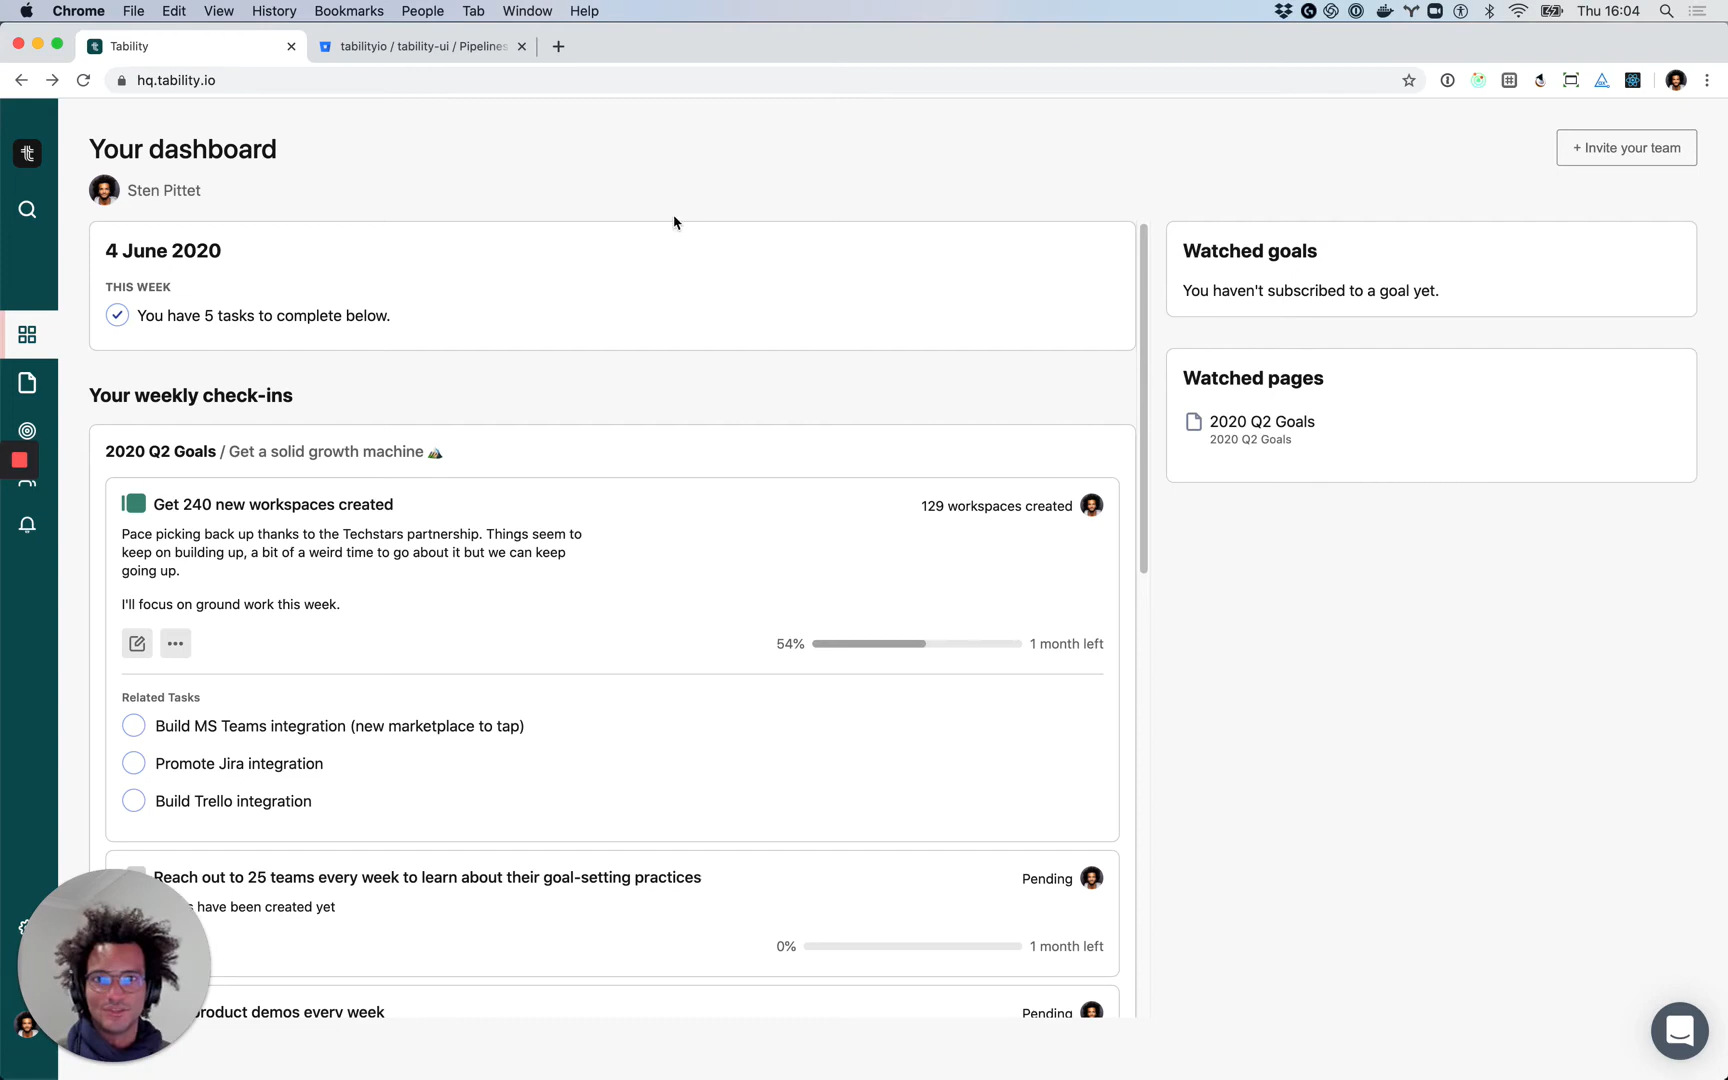 Chrome File Edit View History Bookmarks People Tab Window Help
Thu 16:04
Tability
tabilityio / tability-ui / Pipelines
hq.tability.io
Your dashboard
+ Invite your team
Sten Pittet
4 June 2020
THIS WEEK
You have 5 tasks to complete below.
Watched goals
You haven't subscribed to a goal yet.
Watched pages
2020 Q2 Goals
2020 Q2 Goals
Your weekly check-ins
2020 Q2 Goals / Get a solid growth machine
Get 240 new workspaces created
129 workspaces created
Pace picking back up thanks to the Techstars partnership. Things seem to
keep on building up, a bit of a weird time to go about it but we can keep
going up.
I'll focus on ground work this week.
54%
1 month left
Related Tasks
Build MS Teams integration (new marketplace to tap)
Promote Jira integration
Build Trello integration
Reach out to 25 teams every week to learn about their goal-setting practices
Pending
have been created yet
0%
1 month left
product demos every week
Pending